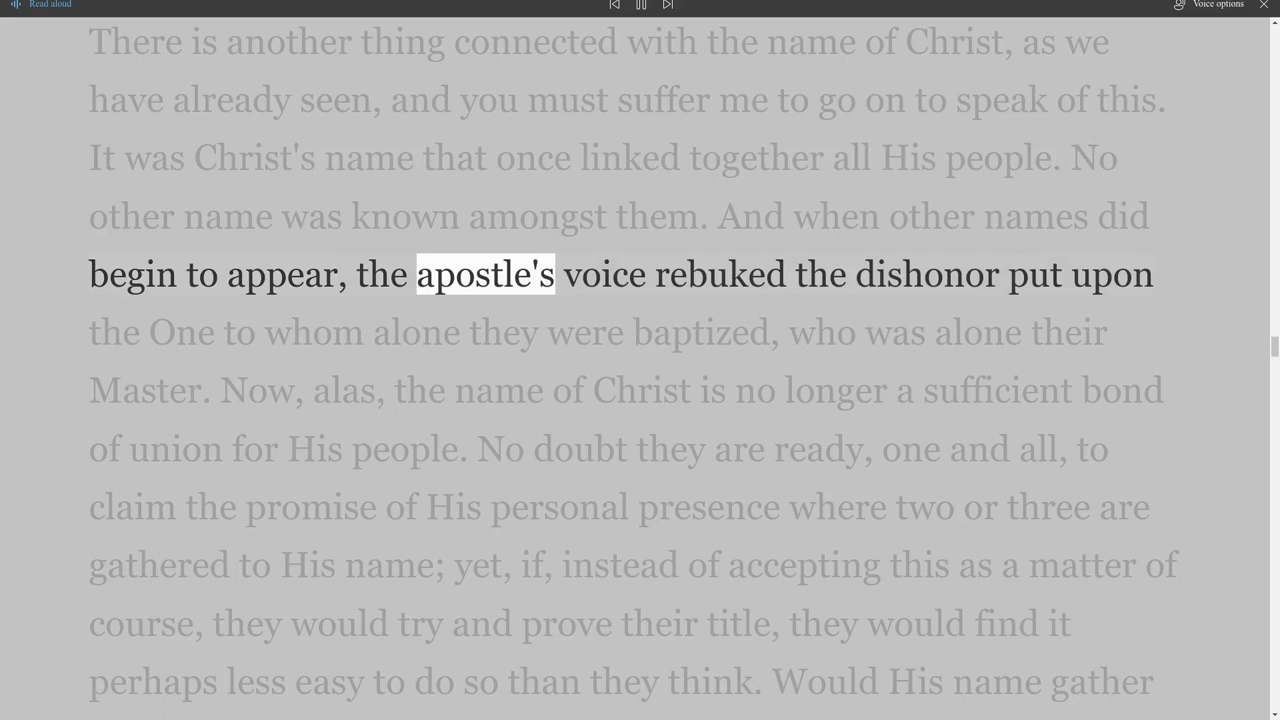 Read aloud
Voice options
There is another thing connected with the name of Christ, as we
have already seen, and you must suffer me to go on to speak of this.
It was Christ's name that once linked together all His people. No
other name was known amongst them. And when other names did
begin to appear, the apostle's voice rebuked the dishonor put upon
the One to whom alone they were baptized, who was alone their
Master. Now, alas, the name of Christ is no longer a sufficient bond
of union for His people. No doubt they are ready, one and all, to
claim the promise of His personal presence where two or three are
gathered to His name; yet, if, instead of accepting this as a matter of
course, they would try and prove their title, they would find it
perhaps less easy to do so than they think. Would His name gather